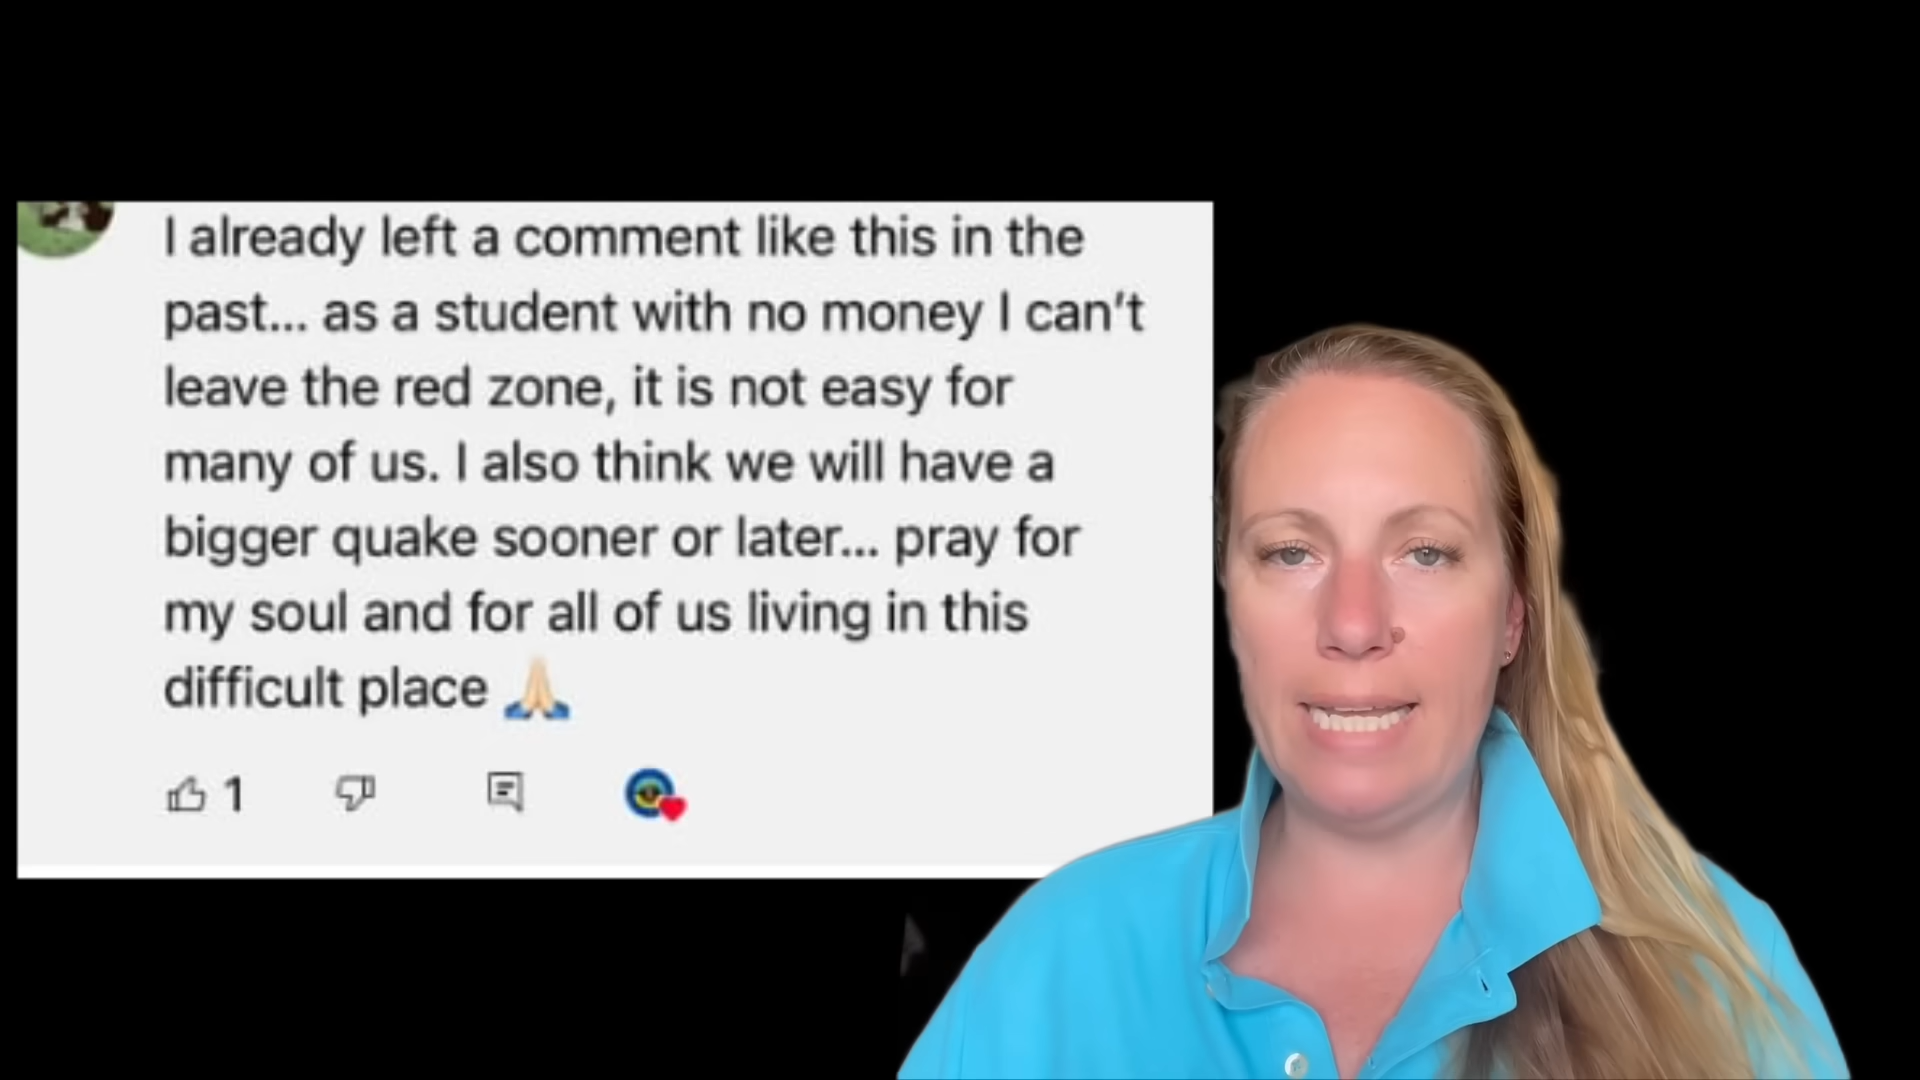 I already left a comment like this in the
past... as a student with no money I can't
leave the red zone, it is not easy for
many of us. I also think we will have a
bigger quake sooner or later... pray for
my soul and for all of us living in this
difficult place 🙏🏻
1